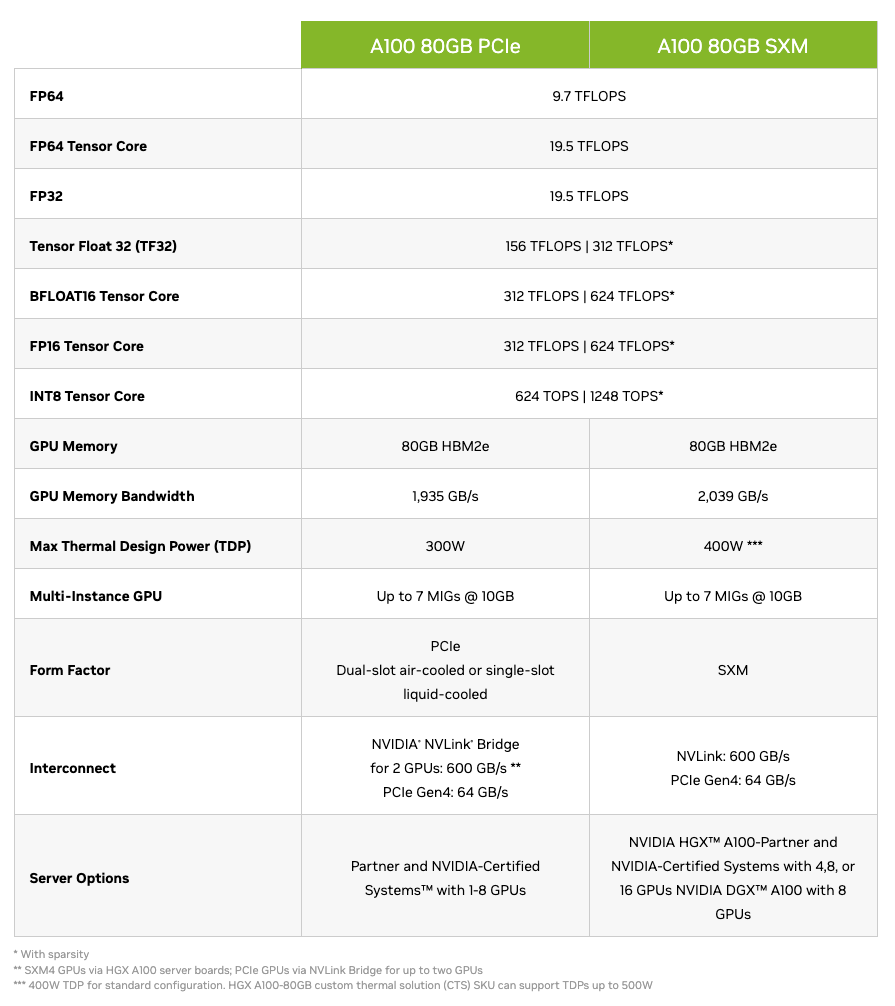 A100 80GB PCIe
A100 80GB SXM
FP64
9.7 TFLOPS
FP64 Tensor Core
19.5 TFLOPS
FP32
19.5 TFLOPS
Tensor Float 32 (TF32)
156 TFLOPS | 312 TFLOPS*
BFLOAT16 Tensor Core
312 TFLOPS | 624 TFLOPS*
FP16 Tensor Core
312 TFLOPS | 624 TFLOPS*
INT8 Tensor Core
624 TOPS | 1248 TOPS*
GPU Memory
80GB HBM2e
80GB HBM2e
GPU Memory Bandwidth
1,935 GB/s
2,039 GB/s
Max Thermal Design Power (TDP)
300W
400W ***
Multi-Instance GPU
Up to 7 MIGs @ 10GB
Up to 7 MIGs @ 10GB
Form Factor
PCIe
Dual-slot air-cooled or single-slot
liquid-cooled
SXM
Interconnect
NVIDIA® NVLink® Bridge
for 2 GPUs: 600 GB/s **
PCIe Gen4: 64 GB/s
NVLink: 600 GB/s
PCIe Gen4: 64 GB/s
Server Options
Partner and NVIDIA-Certified
Systems™ with 1-8 GPUs
NVIDIA HGX™ A100-Partner and
NVIDIA-Certified Systems with 4,8, or
16 GPUs NVIDIA DGX™ A100 with 8
GPUs
* With sparsity
** SXM4 GPUs via HGX A100 server boards; PCIe GPUs via NVLink Bridge for up to two GPUs
*** 400W TDP for standard configuration. HGX A100-80GB custom thermal solution (CTS) SKU can support TDPs up to 500W